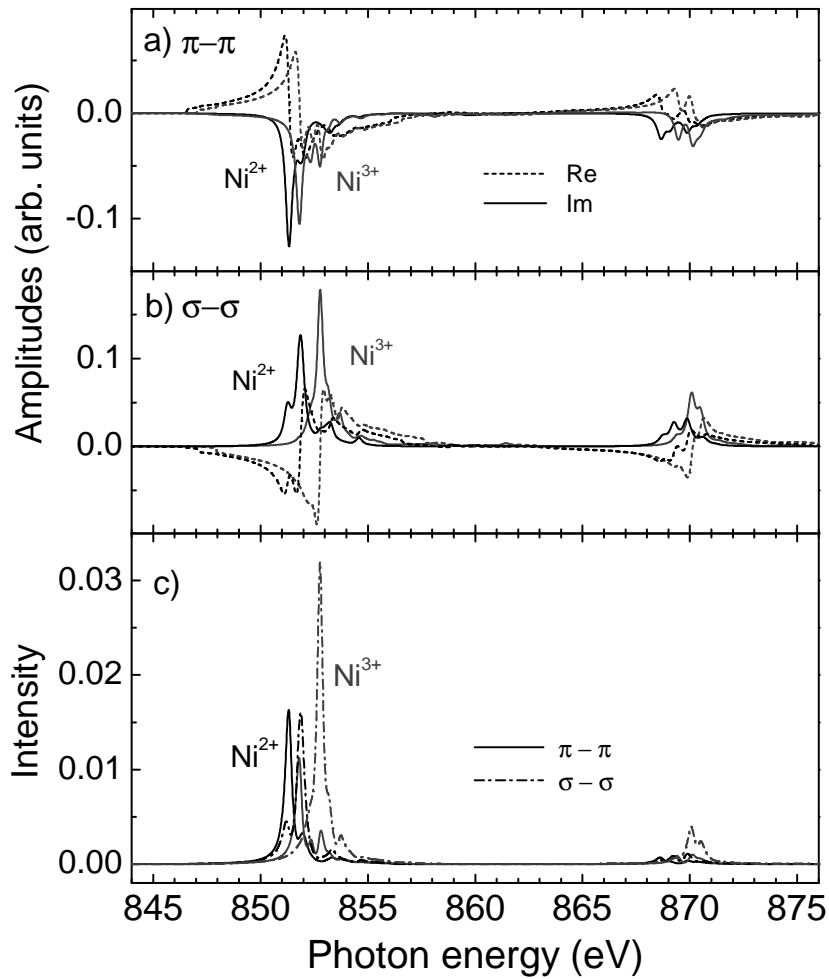 a) π–π
0.0
Ni²⁺
Ni³⁺
Re
Im
-0.1
Amplitudes (arb. units)
b) σ–σ
Ni³⁺
0.1
Ni²⁺
0.0
c)
0.03
0.02
Ni³⁺
Intensity
Ni²⁺
π – π
0.01
σ – σ
0.00
845 850 855 860 865 870 875
Photon energy (eV)